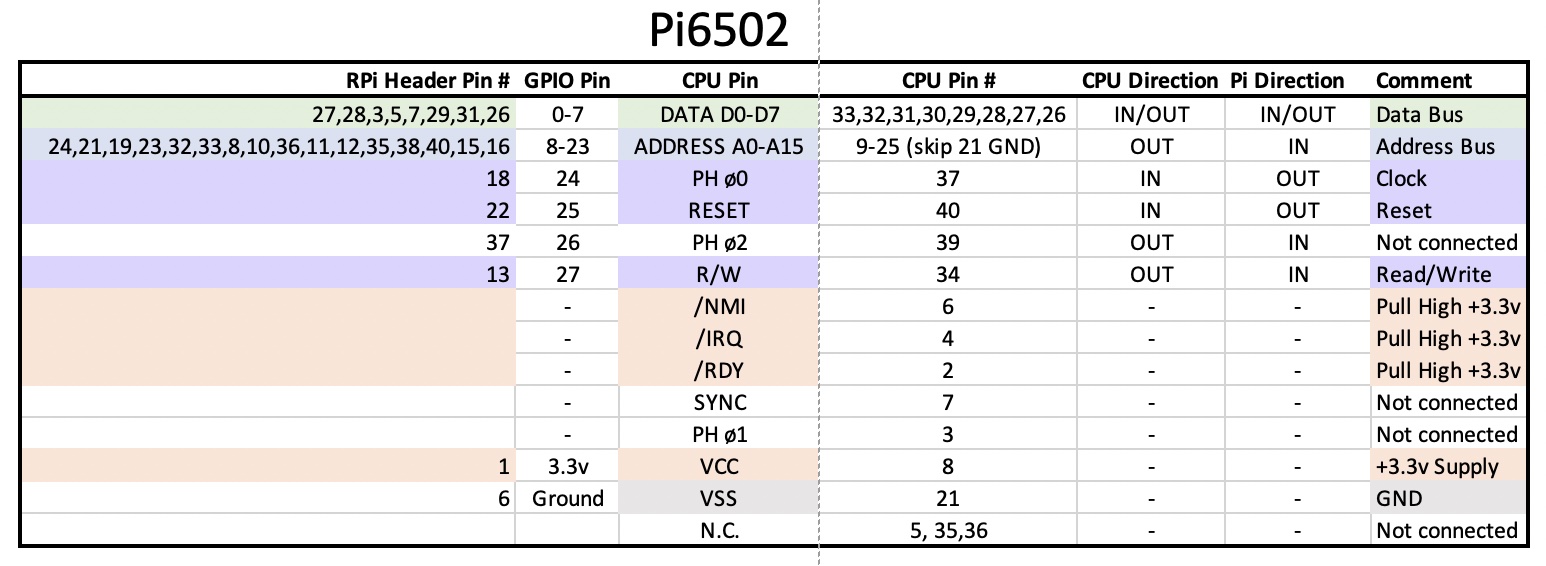 Pi6502
RPi Header Pin # GPIO Pin CPU Pin CPU Pin # CPU Direction Pi Direction Comment
27,28,3,5,7,29,31,26 0-7 DATA D0-D7 33,32,31,30,29,28,27,26 IN/OUT IN/OUT Data Bus
24,21,19,23,32,33,8,10,36,11,12,35,38,40,15,16 8-23 ADDRESS A0-A15 9-25 (skip 21 GND) OUT IN Address Bus
18 24 PH ø0 37 IN OUT Clock
22 25 RESET 40 IN OUT Reset
37 26 PH ø2 39 OUT IN Not connected
13 27 R/W 34 OUT IN Read/Write
- /NMI 6 - - Pull High +3.3v
- /IRQ 4 - - Pull High +3.3v
- /RDY 2 - - Pull High +3.3v
- SYNC 7 - - Not connected
- PH ø1 3 - - Not connected
1 3.3v VCC 8 - - +3.3v Supply
6 Ground VSS 21 - - GND
N.C. 5, 35,36 - - Not connected